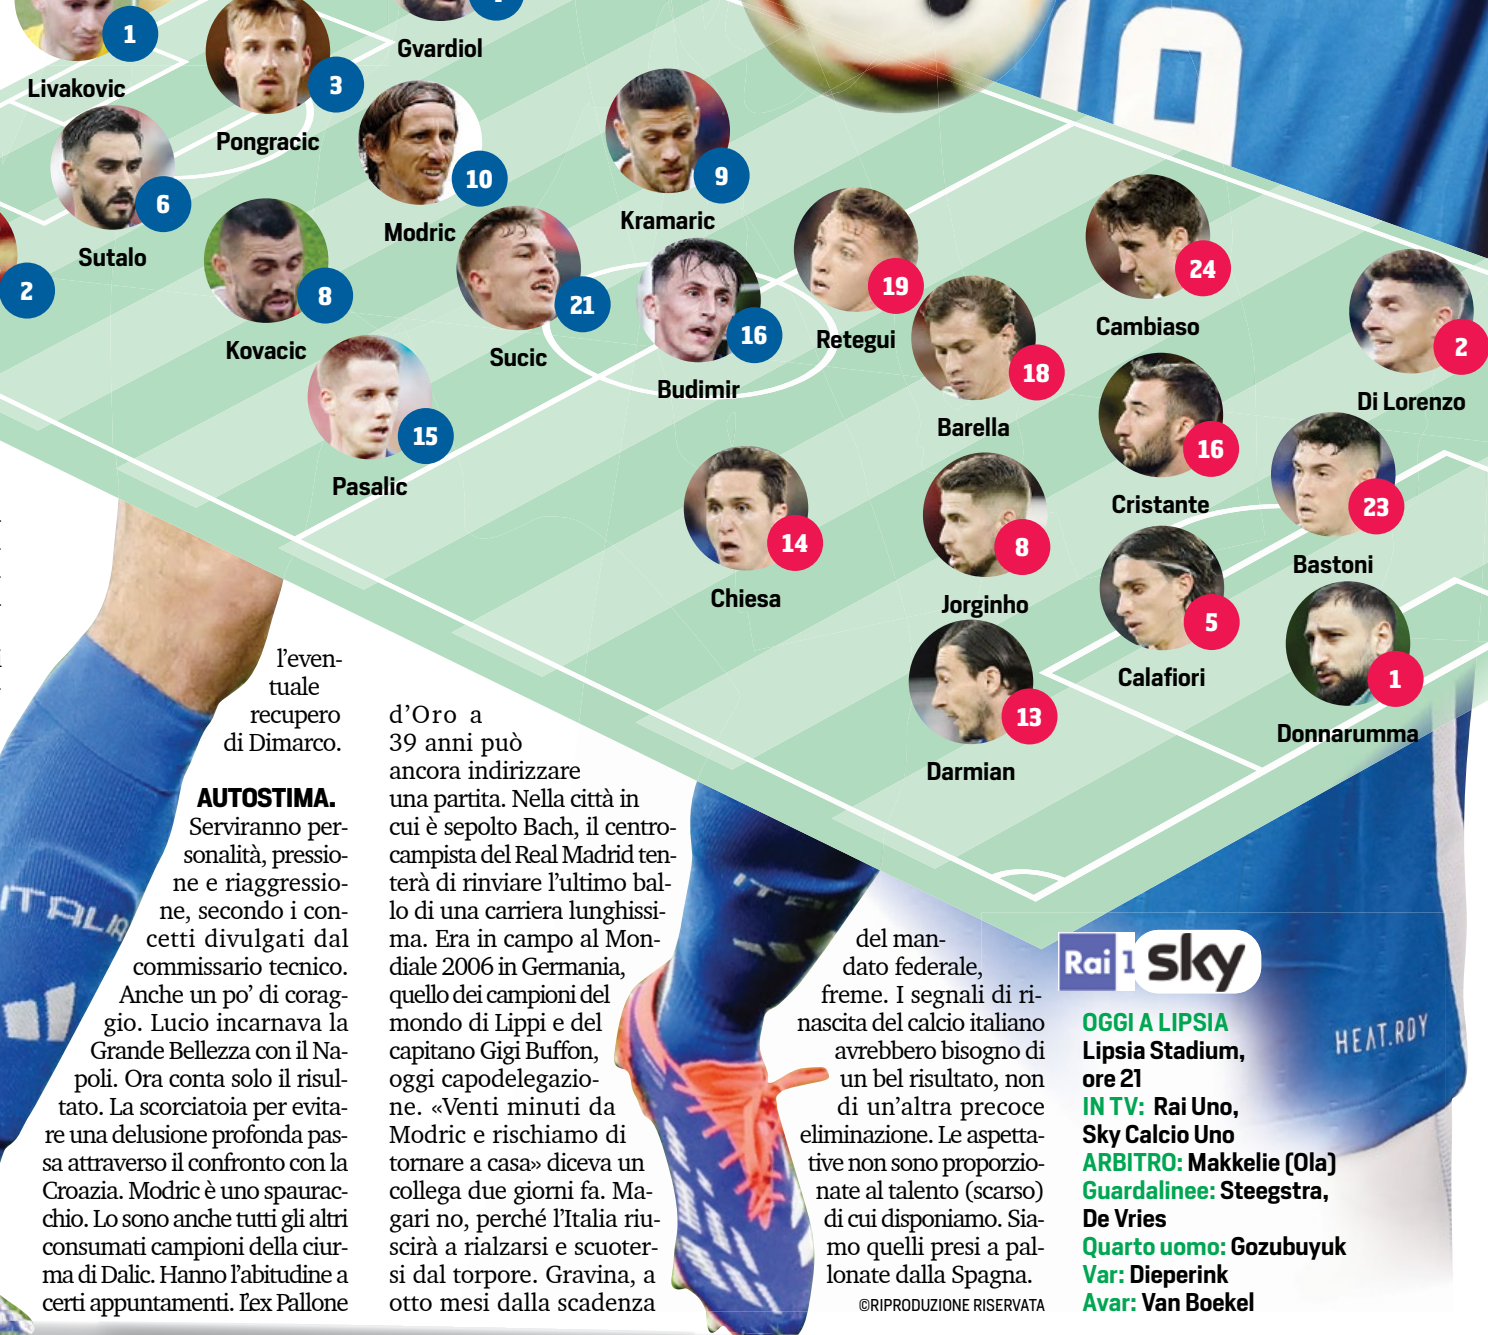 1
Livakovic
3
Pongracic
Gvardiol
6
Sutalo
2
10
Modric
8
Kovacic
9
Kramaric
21
Sucic
15
Pasalic
16
Budimir
19
Retegui
18
Barella
24
Cambiaso
2
Di Lorenzo
16
Cristante
23
Bastoni
14
Chiesa
8
Jorginho
5
Calafiori
1
Donnarumma
13
Darmian
l’even-
tuale
recupero
di Dimarco.
AUTOSTIMA.
Serviranno per-
sonalità, pressio-
ne e riaggressio-
ne, secondo i con-
cetti divulgati dal
commissario tecnico.
Anche un po’ di corag-
gio. Lucio incarnava la
Grande Bellezza con il Na-
poli. Ora conta solo il risul-
tato. La scorciatoia per evita-
re una delusione profonda pas-
sa attraverso il confronto con la
Croazia. Modric è uno spaurac-
chio. Lo sono anche tutti gli altri
consumati campioni della ciur-
ma di Dalic. Hanno l’abitudine a
certi appuntamenti. L’ex Pallone
d’Oro a
39 anni può
ancora indirizzare
una partita. Nella città in
cui è sepolto Bach, il centro-
campista del Real Madrid ten-
terà di rinviare l’ultimo bal-
lo di una carriera lunghissi-
ma. Era in campo al Mon-
diale 2006 in Germania,
quello dei campioni del
mondo di Lippi e del
capitano Gigi Buffon,
oggi capodelegazio-
ne. «Venti minuti da
Modric e rischiamo di
tornare a casa» diceva un
collega due giorni fa. Ma-
gari no, perché l’Italia riu-
scirà a rialzarsi e scuoter-
si dal torpore. Gravina, a
otto mesi dalla scadenza
del man-
dato federale,
freme. I segnali di ri-
nascita del calcio italiano
avrebbero bisogno di
un bel risultato, non
di un’altra precoce
eliminazione. Le aspetta-
tive non sono proporzio-
nate al talento (scarso)
di cui disponiamo. Sia-
mo quelli presi a pal-
lonate dalla Spagna.
©RIPRODUZIONE RISERVATA
Rai 1 sky
OGGI A LIPSIA
Lipsia Stadium,
ore 21
IN TV: Rai Uno,
Sky Calcio Uno
ARBITRO: Makkelie (Ola)
Guardalinee: Steegstra,
De Vries
Quarto uomo: Gozubuyuk
Var: Dieperink
Avar: Van Boekel
ITALIA
ITALIA
HEAT.RDY